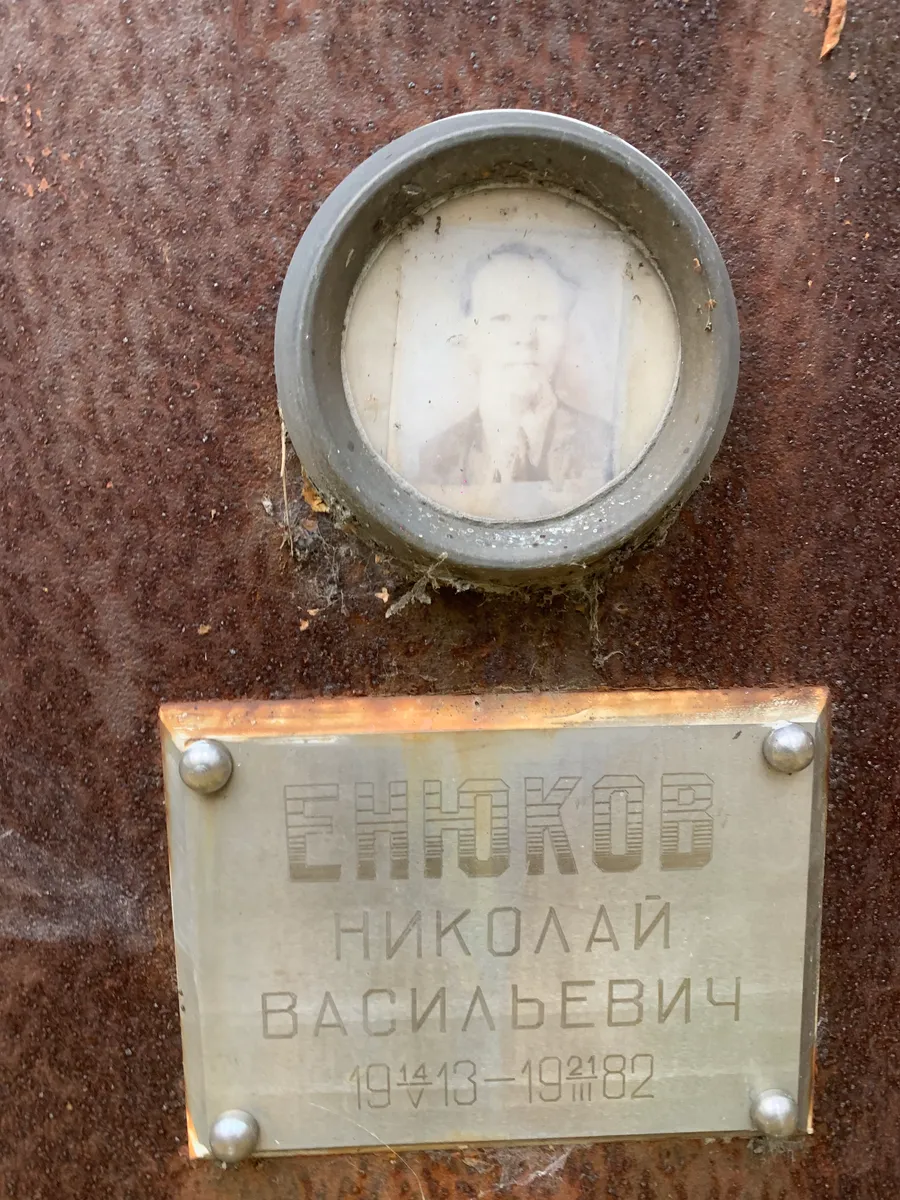 ЕНЮКОВ
НИКОЛАЙ
ВАСИЛЬЕВИЧ
19 14/V 13 — 19 21/III 82